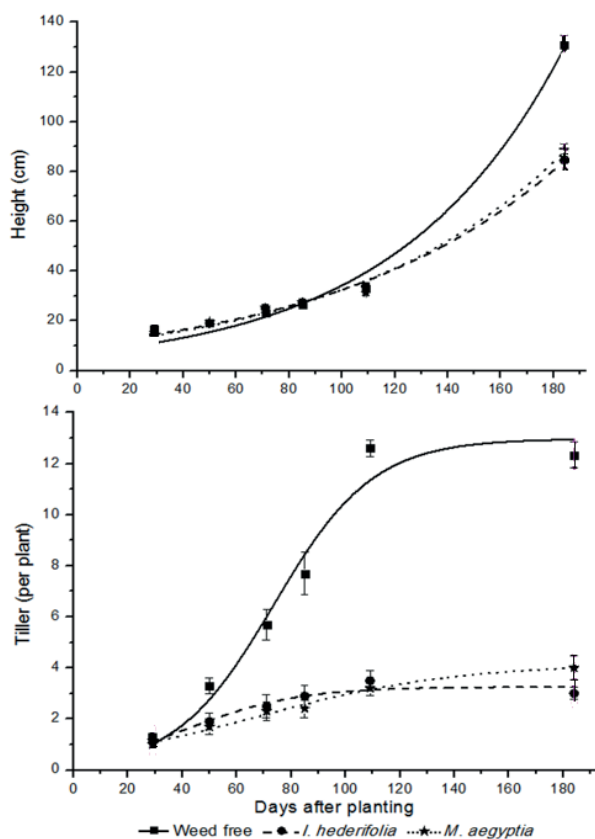 140
120
100
80
60
40
20
0
Height (cm)
0 20 40 60 80 100 120 140 160 180
14
12
10
8
6
4
2
0
Tiller (per plant)
0 20 40 60 80 100 120 140 160 180
Days after planting
Weed free I. hederifolia M. aegyptia